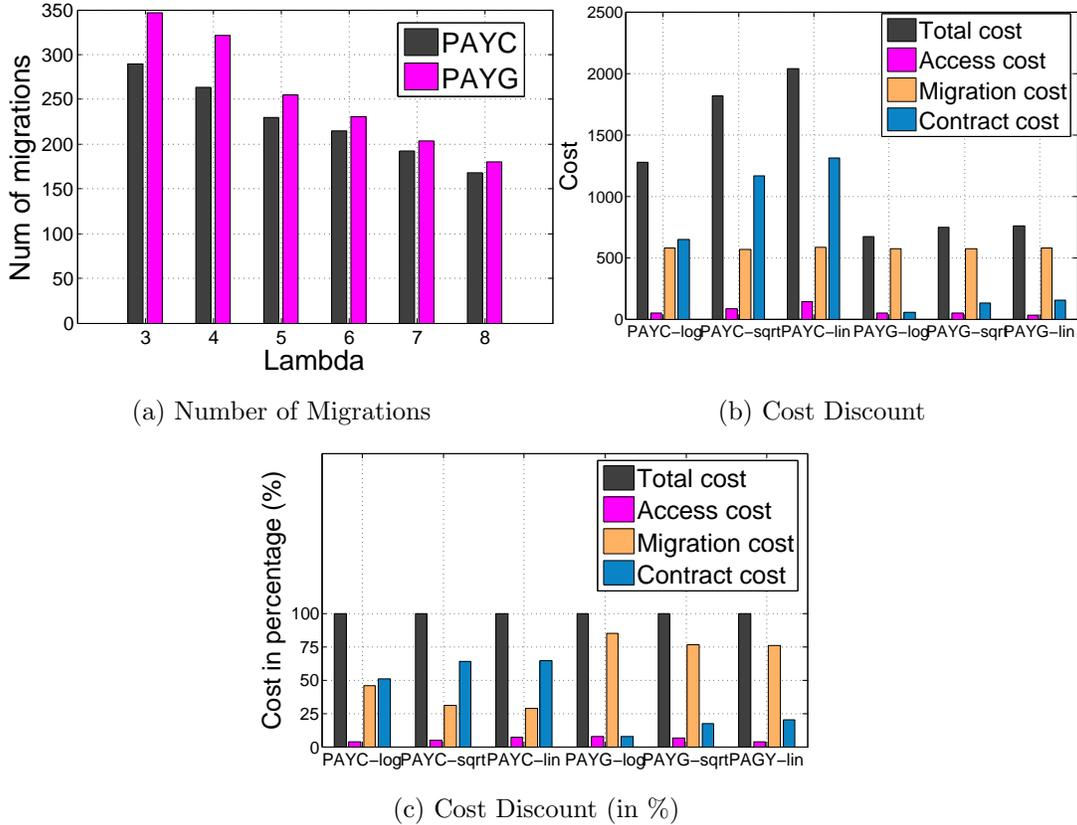 350
300
250
200
150
100
50
0
Num of migrations
3 4 5 6 7 8
Lambda
PAYC
PAYG
(a) Number of Migrations
2500
2000
1500
1000
500
0
Cost
PAYC-log PAYC-sqrt PAYC-lin PAYG-log PAYG-sqrt PAYG-lin
Total cost
Access cost
Migration cost
Contract cost
(b) Cost Discount
100
75
50
25
0
Cost in percentage (%)
PAYC-log PAYC-sqrt PAYC-lin PAYG-log PAYG-sqrt PAGY-lin
Total cost
Access cost
Migration cost
Contract cost
(c) Cost Discount (in %)